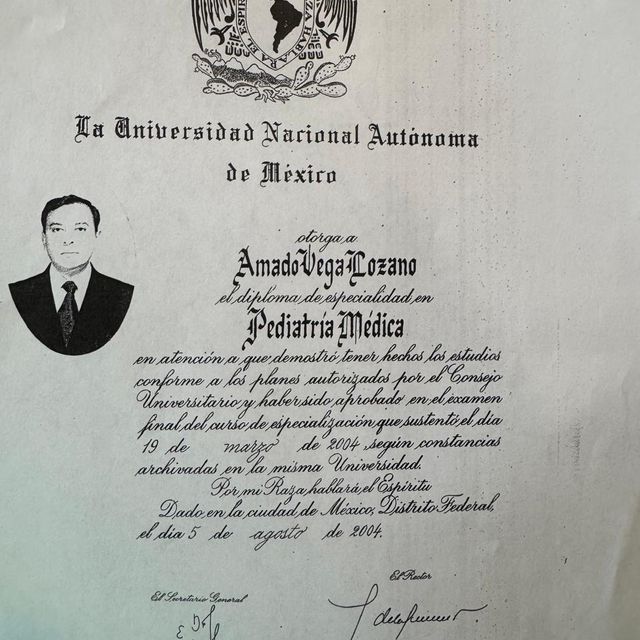 La Universidad Nacional Autónoma
de México
otorga a
Amado Vega Lozano
el diploma de especialidad en
Pediatría Médica
en atención a que demostró tener hechos los estudios
conforme a los planes autorizados por el Consejo
Universitario y haber sido aprobado en el examen
final del curso de especialización que sustentó el día
19 de marzo de 2004 según constancias
archivadas en la misma Universidad.
Por mi Raza hablará el Espíritu
Dado en la ciudad de México, Distrito Federal,
el día 5 de agosto de 2004.
El Rector
El Secretario General